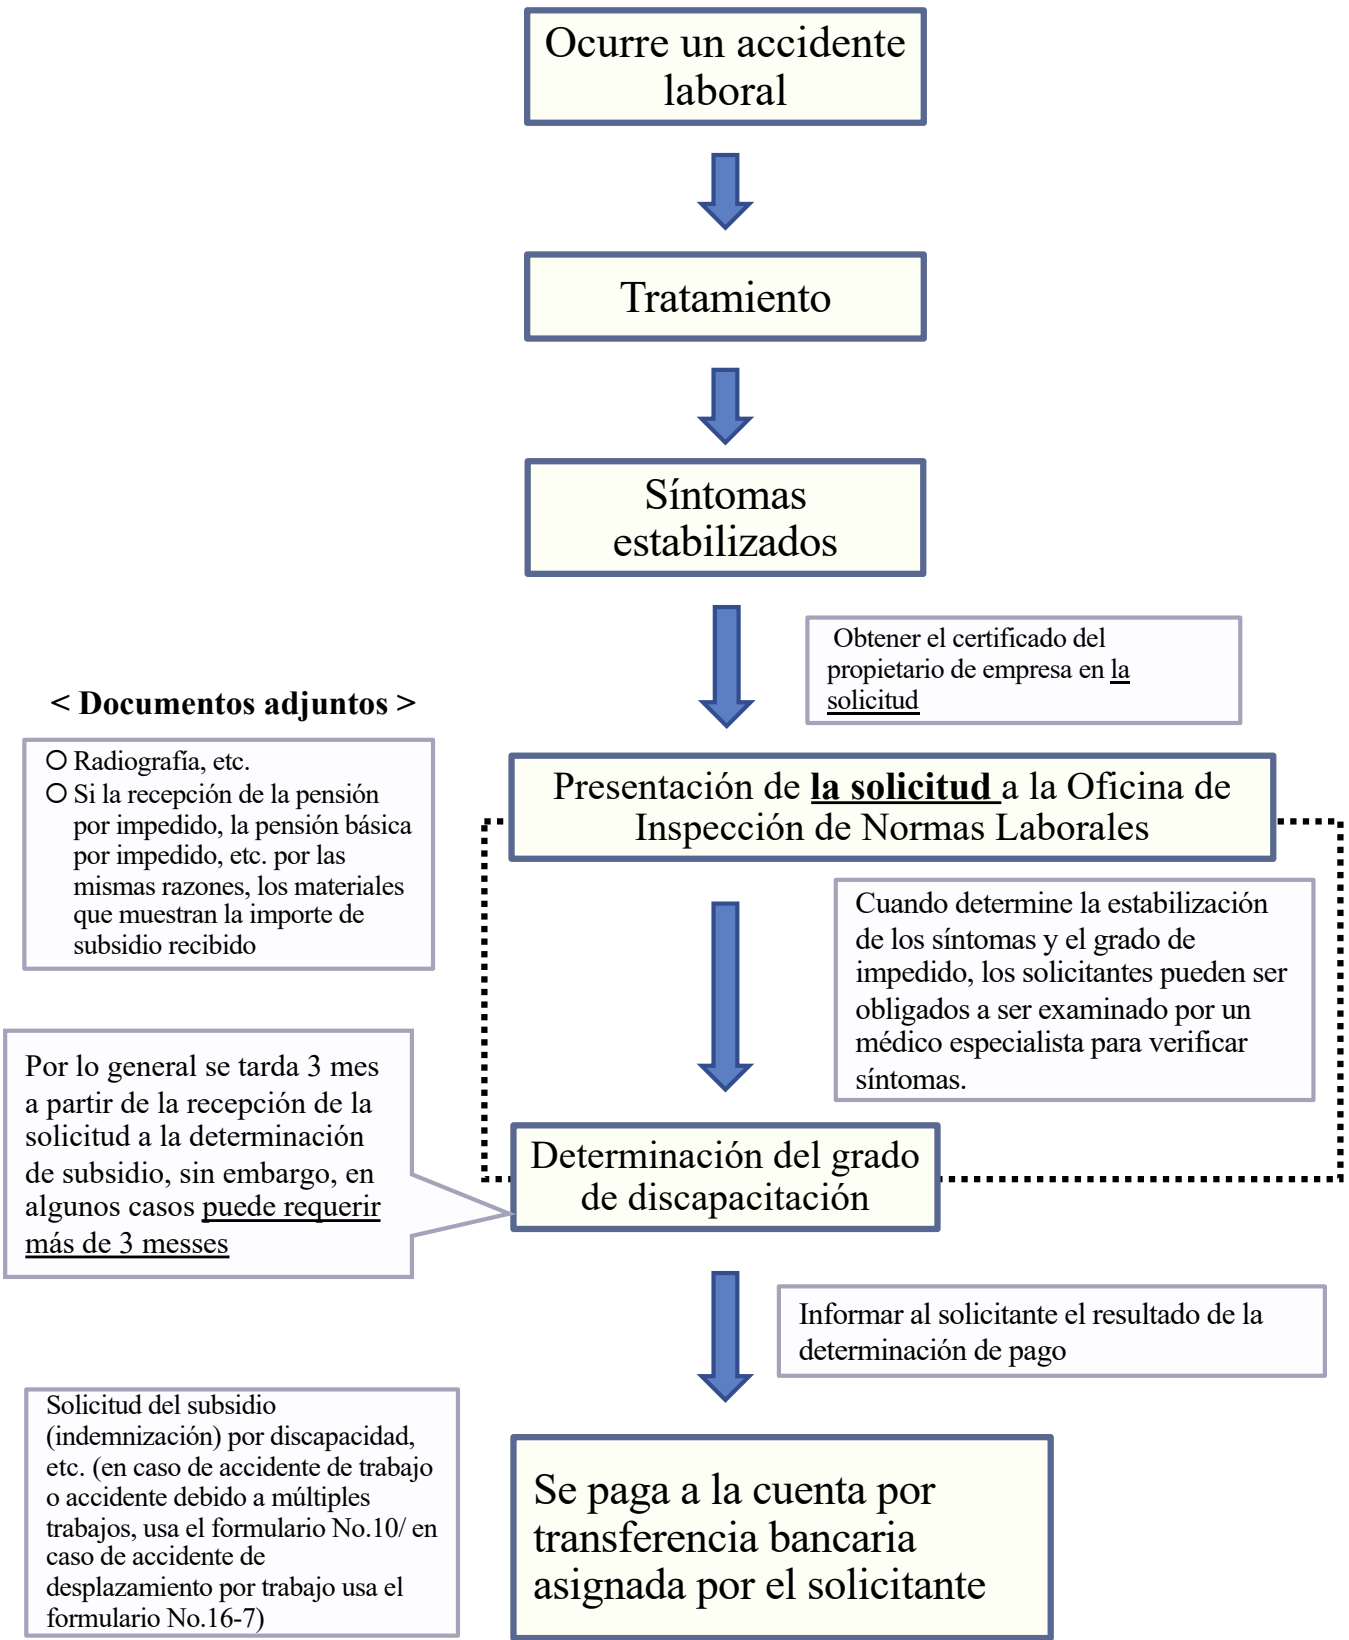 Ocurre un accidente
laboral
Tratamiento
Síntomas
estabilizados
Obtener el certificado del
propietario de empresa en la
solicitud
< Documentos adjuntos >
○ Radiografía, etc.
○ Si la recepción de la pensión
por impedido, la pensión básica
por impedido, etc. por las
mismas razones, los materiales
que muestran la importe de
subsidio recibido
Presentación de la solicitud a la Oficina de
Inspección de Normas Laborales
Cuando determine la estabilización
de los síntomas y el grado de
impedido, los solicitantes pueden ser
obligados a ser examinado por un
médico especialista para verificar
síntomas.
Por lo general se tarda 3 mes
a partir de la recepción de la
solicitud a la determinación
de subsidio, sin embargo, en
algunos casos puede requerir
más de 3 messes
Determinación del grado
de discapacitación
Informar al solicitante el resultado de la
determinación de pago
Solicitud del subsidio
(indemnización) por discapacidad,
etc. (en caso de accidente de trabajo
o accidente debido a múltiples
trabajos, usa el formulario No.10/ en
caso de accidente de
desplazamiento por trabajo usa el
formulario No.16-7)
Se paga a la cuenta por
transferencia bancaria
asignada por el solicitante